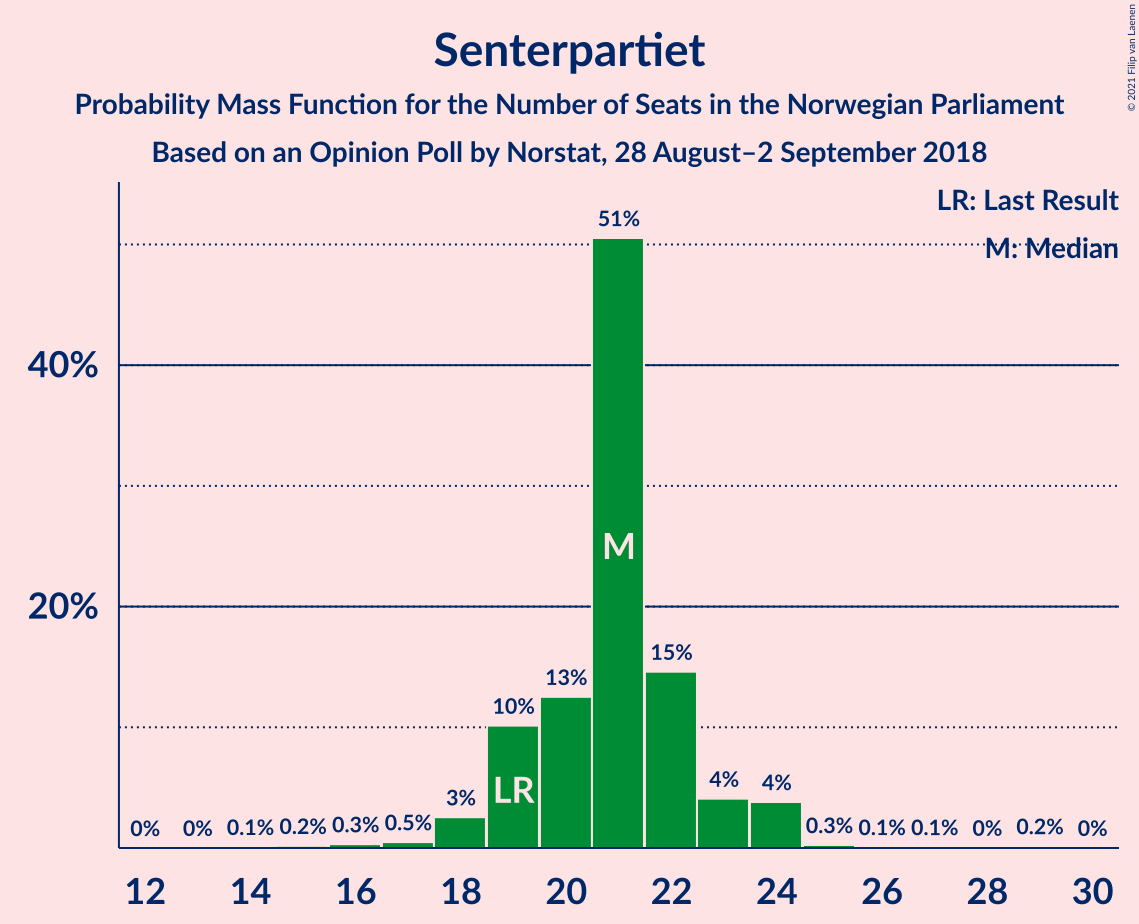 Senterpartiet
Probability Mass Function for the Number of Seats in the Norwegian Parliament
Based on an Opinion Poll by Norstat, 28 August–2 September 2018
© 2021 Filip van Laenen
LR: Last Result
M: Median
40%
20%
0%
0%
0.1%
0.2%
0.3%
0.5%
3%
10%
13%
51%
15%
4%
4%
0.3%
0.1%
0.1%
0%
0.2%
0%
LR
M
12 14 16 18 20 22 24 26 28 30